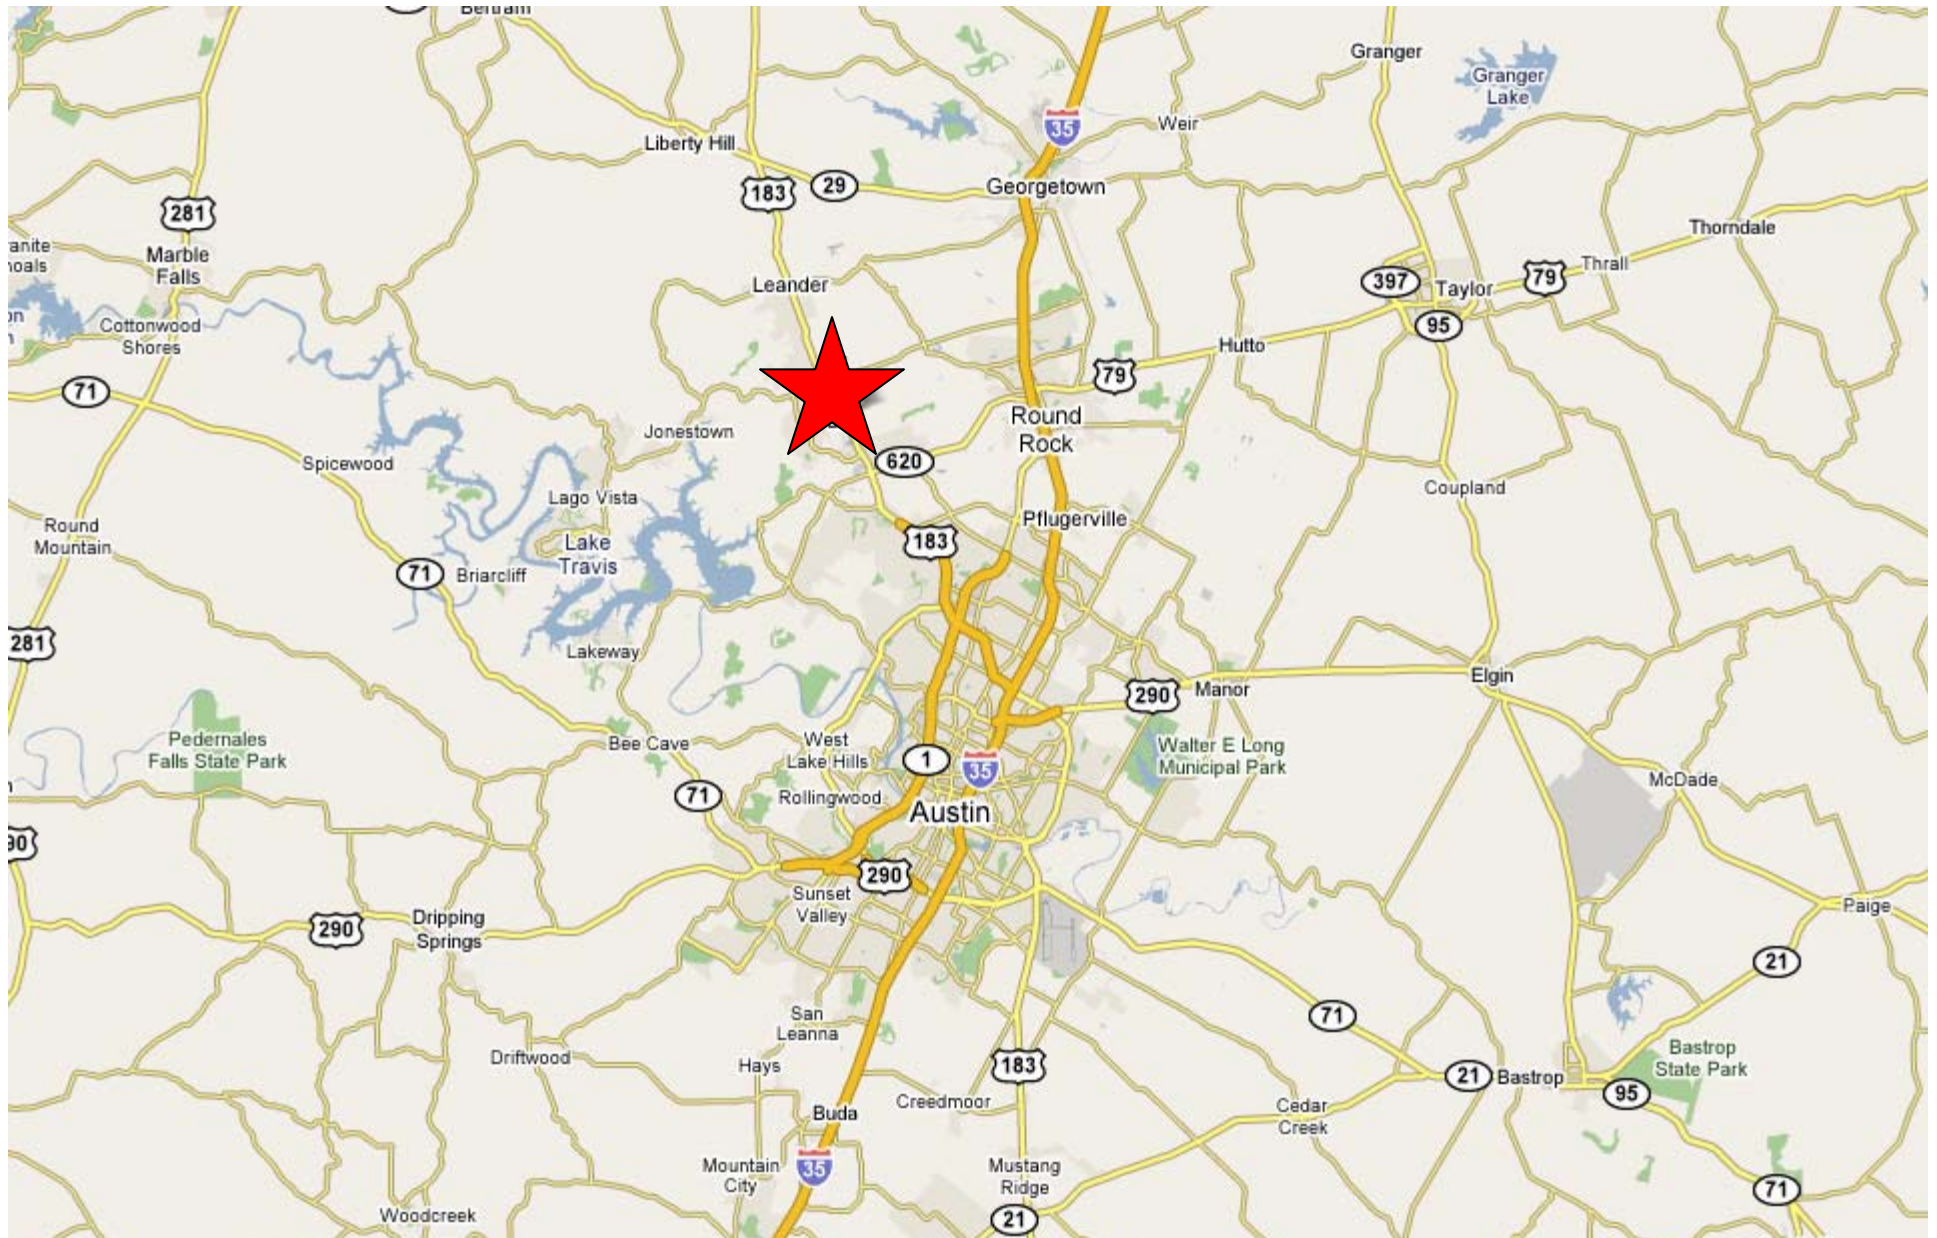 Bertram
Granger
Granger
Lake
35
Weir
Liberty Hill
183
29
Georgetown
281
Marble
Falls
Thorndale
Leander
397
Taylor
79
Thrall
Cottonwood
Shores
95
Hutto
71
79
Round
Rock
Jonestown
620
Spicewood
Lago Vista
Coupland
Round
Mountain
Lake
Travis
183
Pflugerville
71
Briarcliff
281
Lakeway
290
Manor
Elgin
Pedernales
Falls State Park
Bee Cave
West
Lake Hills
1
35
Walter E Long
Municipal Park
McDade
71
Rollingwood
Austin
290
Sunset
Valley
290
Dripping
Springs
Paige
21
San
Leanna
71
Driftwood
Hays
183
21
Bastrop
Bastrop
State Park
95
Buda
Creedmoor
Cedar
Creek
35
Mountain
City
Mustang
Ridge
71
Woodcreek
21